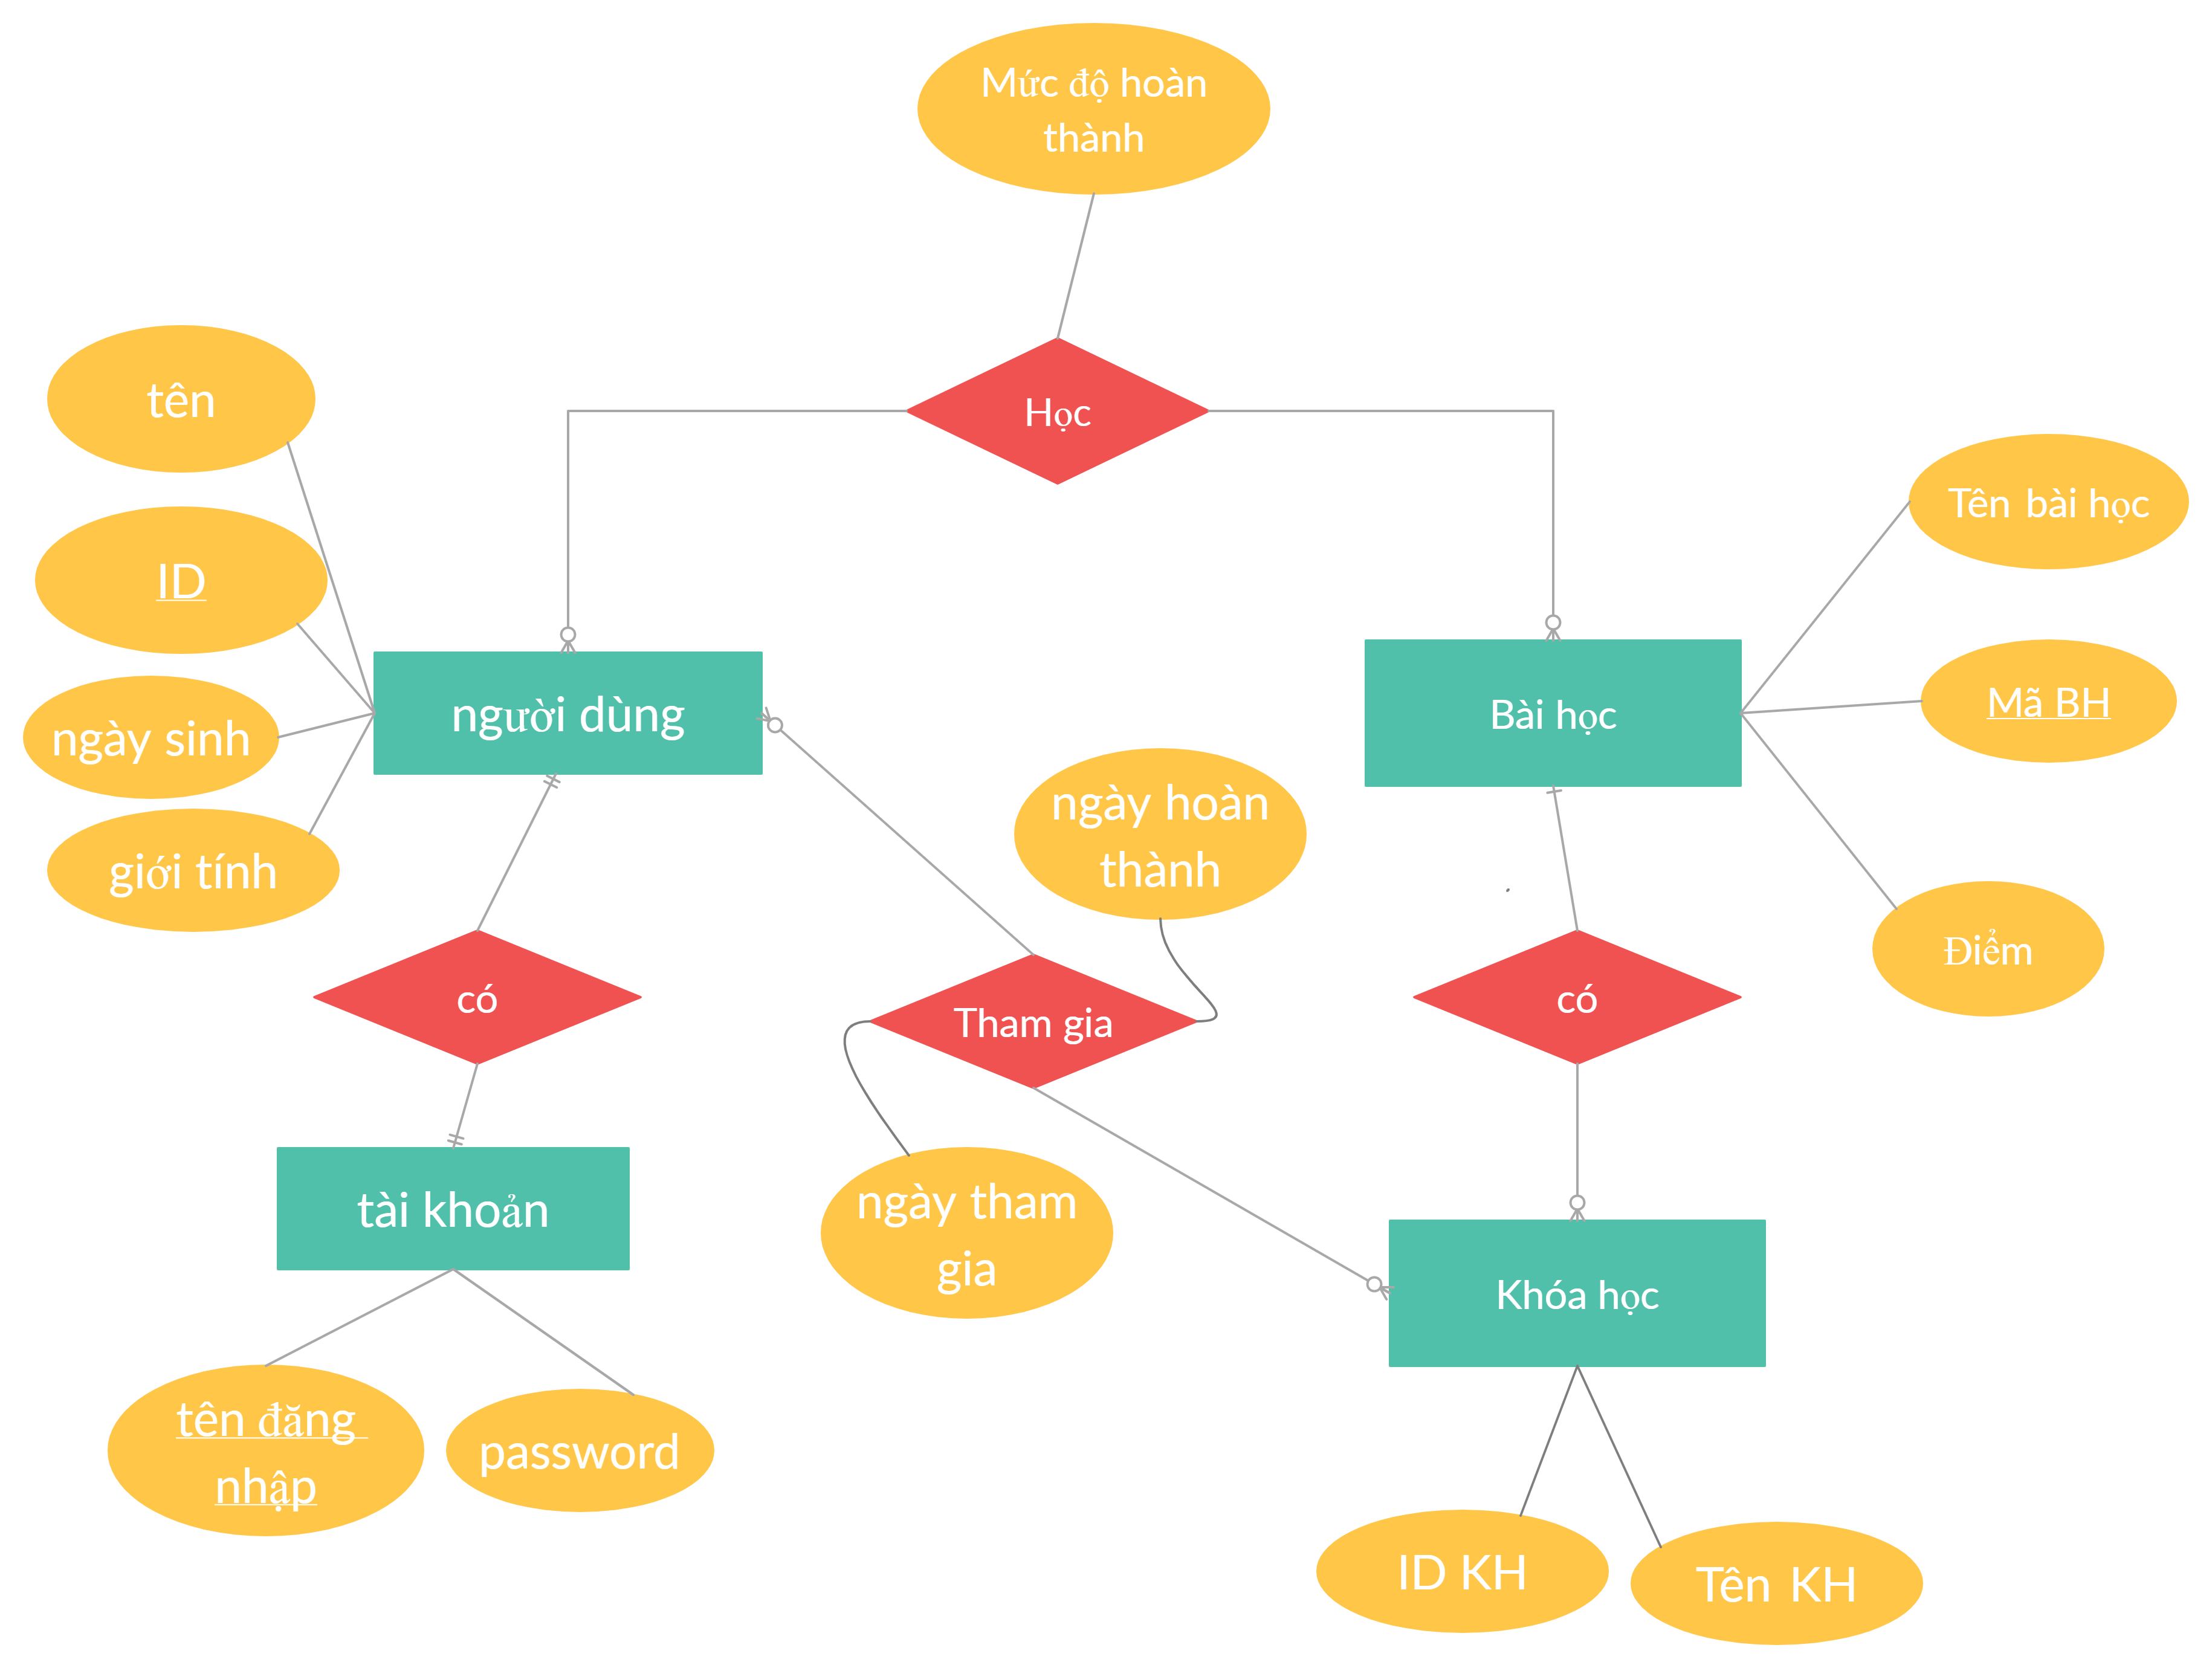 Mức độ hoàn
thành
tên
Học
Tên bài học
ID
Mã BH
người dùng
Bài học
ngày sinh
ngày hoàn
thành
giới tính
Điểm
có
Tham gia
có
tài khoản
ngày tham
gia
Khóa học
tên đăng
nhập
password
ID KH
Tên KH